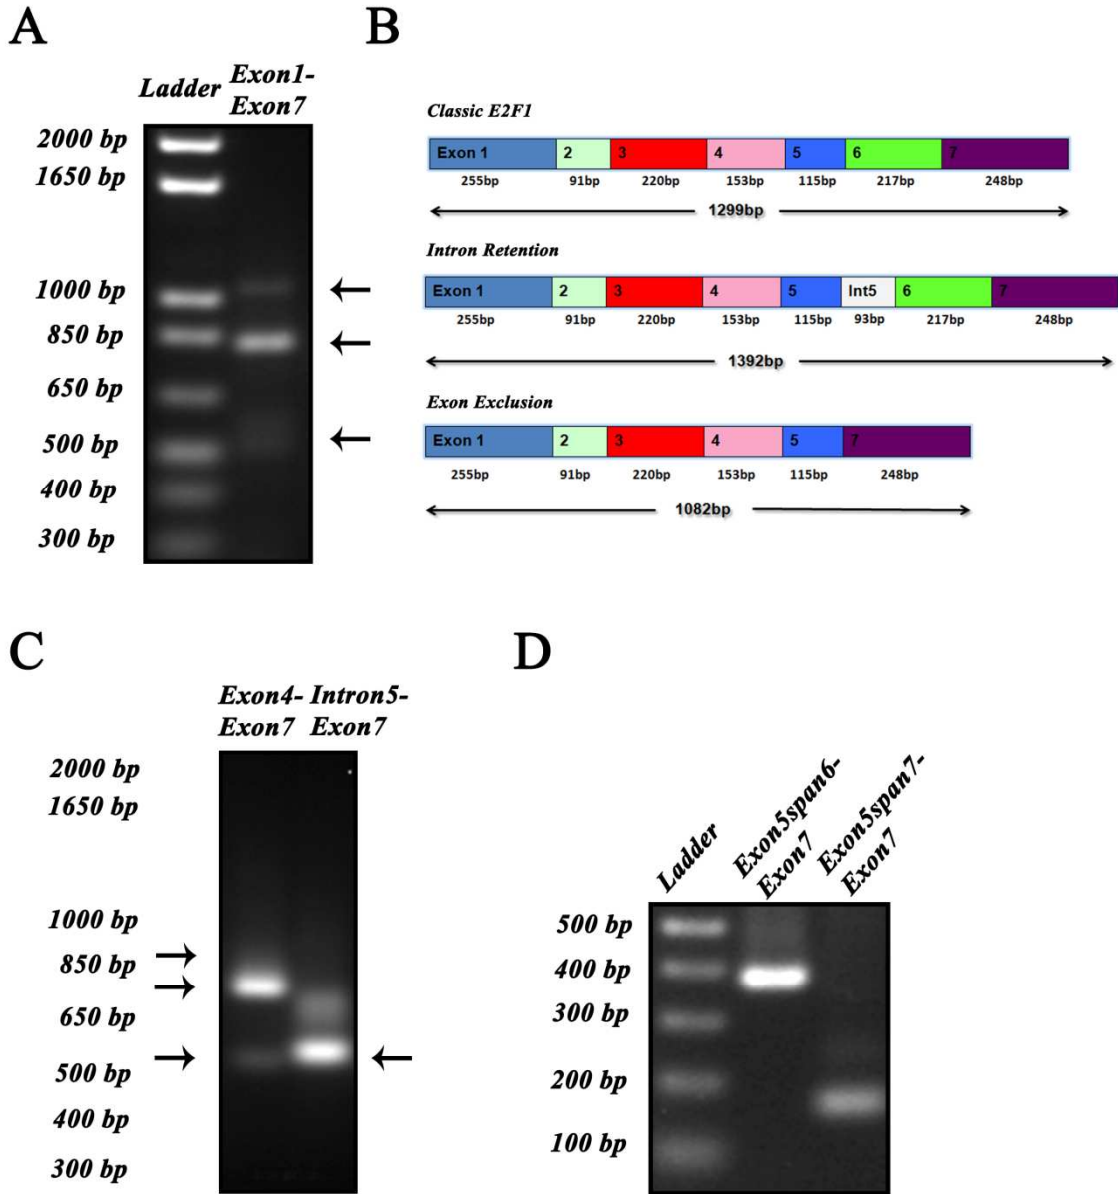 A
Ladder
Exon1-
Exon7
2000 bp
1650 bp
1000 bp
850 bp
650 bp
500 bp
400 bp
300 bp
B
Classic E2F1
Exon 1 2 3 4 5 6 7
255bp 91bp 220bp 153bp 115bp 217bp 248bp
1299bp
Intron Retention
Exon 1 2 3 4 5 Int5 6 7
255bp 91bp 220bp 153bp 115bp 93bp 217bp 248bp
1392bp
Exon Exclusion
Exon 1 2 3 4 5 7
255bp 91bp 220bp 153bp 115bp 248bp
1082bp
C
Exon4-
Exon7
Intron5-
Exon7
2000 bp
1650 bp
1000 bp
850 bp
650 bp
500 bp
400 bp
300 bp
D
Ladder
Exon5span6-
Exon7
Exon5span7-
Exon7
500 bp
400 bp
300 bp
200 bp
100 bp